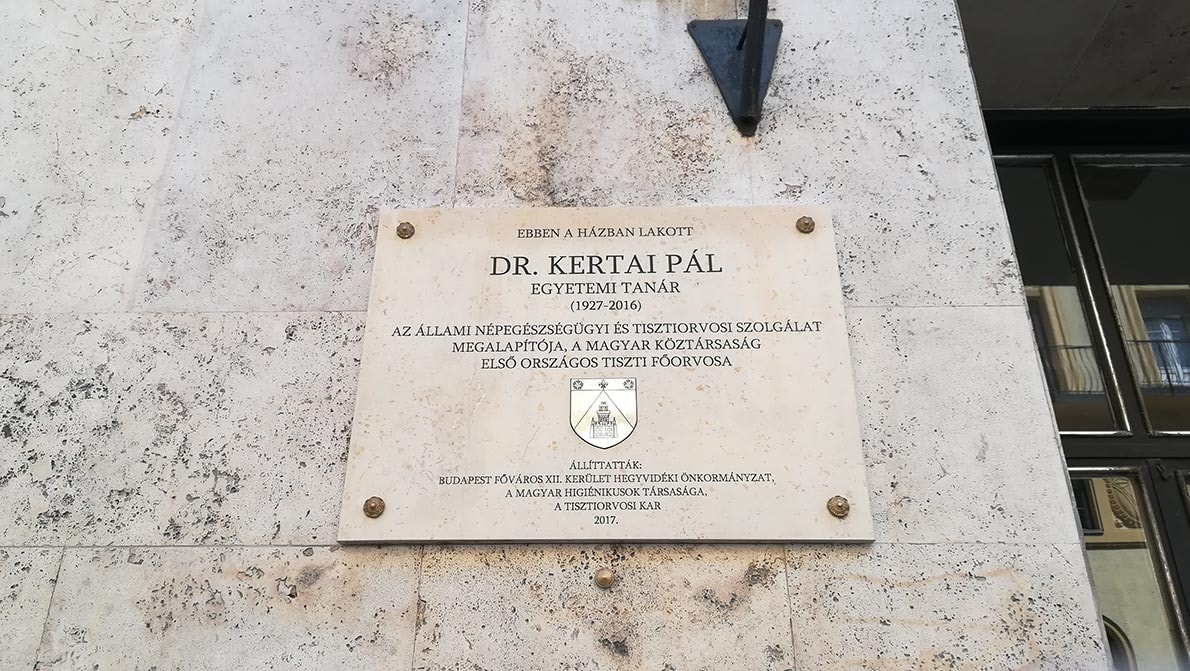 EBBEN A HÁZBAN LAKOTT
DR. KERTAI PÁL
EGYETEMI TANÁR
(1927-2016)
AZ ÁLLAMI NÉPEGÉSZSÉGÜGYI ÉS TISZTIORVOSI SZOLGÁLAT
MEGALAPÍTÓJA, A MAGYAR KÖZTÁRSASÁG
ELSŐ ORSZÁGOS TISZTI FŐORVOSA
ÁLLÍTTATTÁK:
BUDAPEST FŐVÁROS XII. KERÜLET HEGYVIDÉKI ÖNKORMÁNYZAT,
A MAGYAR HIGIÉNIKUSOK TÁRSASÁGA,
A TISZTIORVOSI KAR
2017.